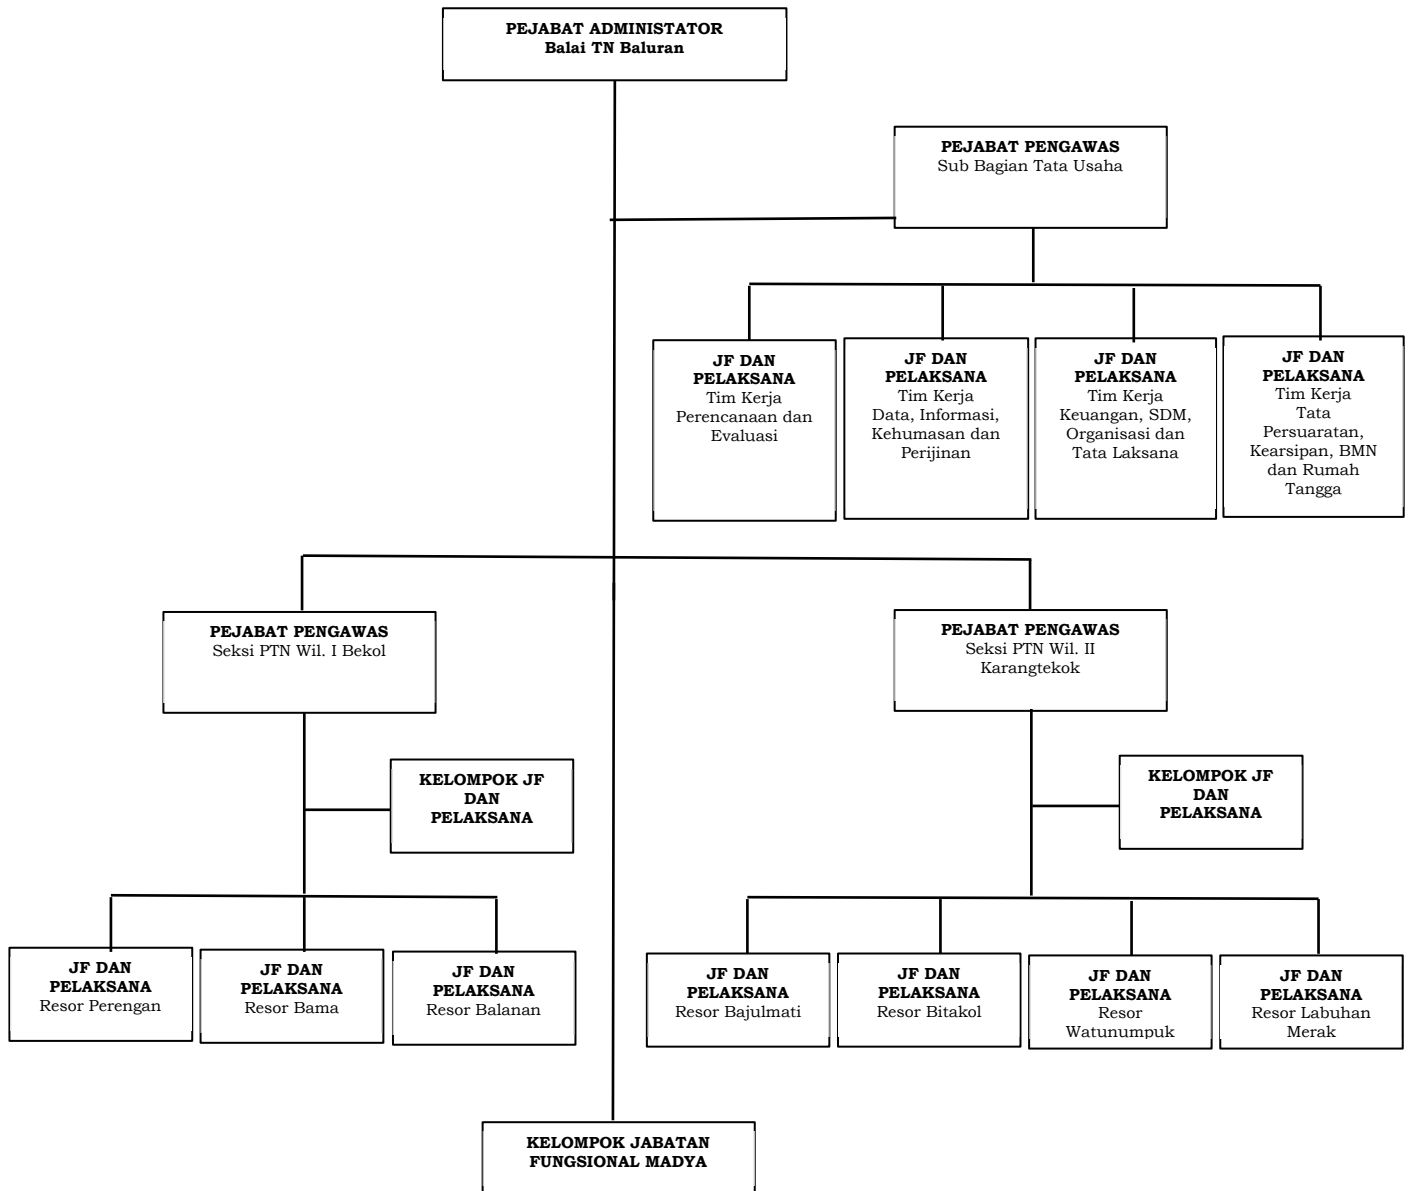 PEJABAT ADMINISTATOR
Balai TN Baluran
PEJABAT PENGAWAS
Sub Bagian Tata Usaha
JF DAN
PELAKSANA
Tim Kerja
Perencanaan dan
Evaluasi
JF DAN
PELAKSANA
Tim Kerja
Data, Informasi,
Kehumasan dan
Perijinan
JF DAN
PELAKSANA
Tim Kerja
Keuangan, SDM,
Organisasi dan
Tata Laksana
JF DAN
PELAKSANA
Tim Kerja
Tata
Persuaratan,
Kearsipan, BMN
dan Rumah
Tangga
PEJABAT PENGAWAS
Seksi PTN Wil. I Bekol
PEJABAT PENGAWAS
Seksi PTN Wil. II
Karangtekok
KELOMPOK JF
DAN
PELAKSANA
KELOMPOK JF
DAN
PELAKSANA
JF DAN
PELAKSANA
Resor Perengan
JF DAN
PELAKSANA
Resor Bama
JF DAN
PELAKSANA
Resor Balanan
JF DAN
PELAKSANA
Resor Bajulmati
JF DAN
PELAKSANA
Resor Bitakol
JF DAN
PELAKSANA
Resor
Watunumpuk
JF DAN
PELAKSANA
Resor Labuhan
Merak
KELOMPOK JABATAN
FUNGSIONAL MADYA